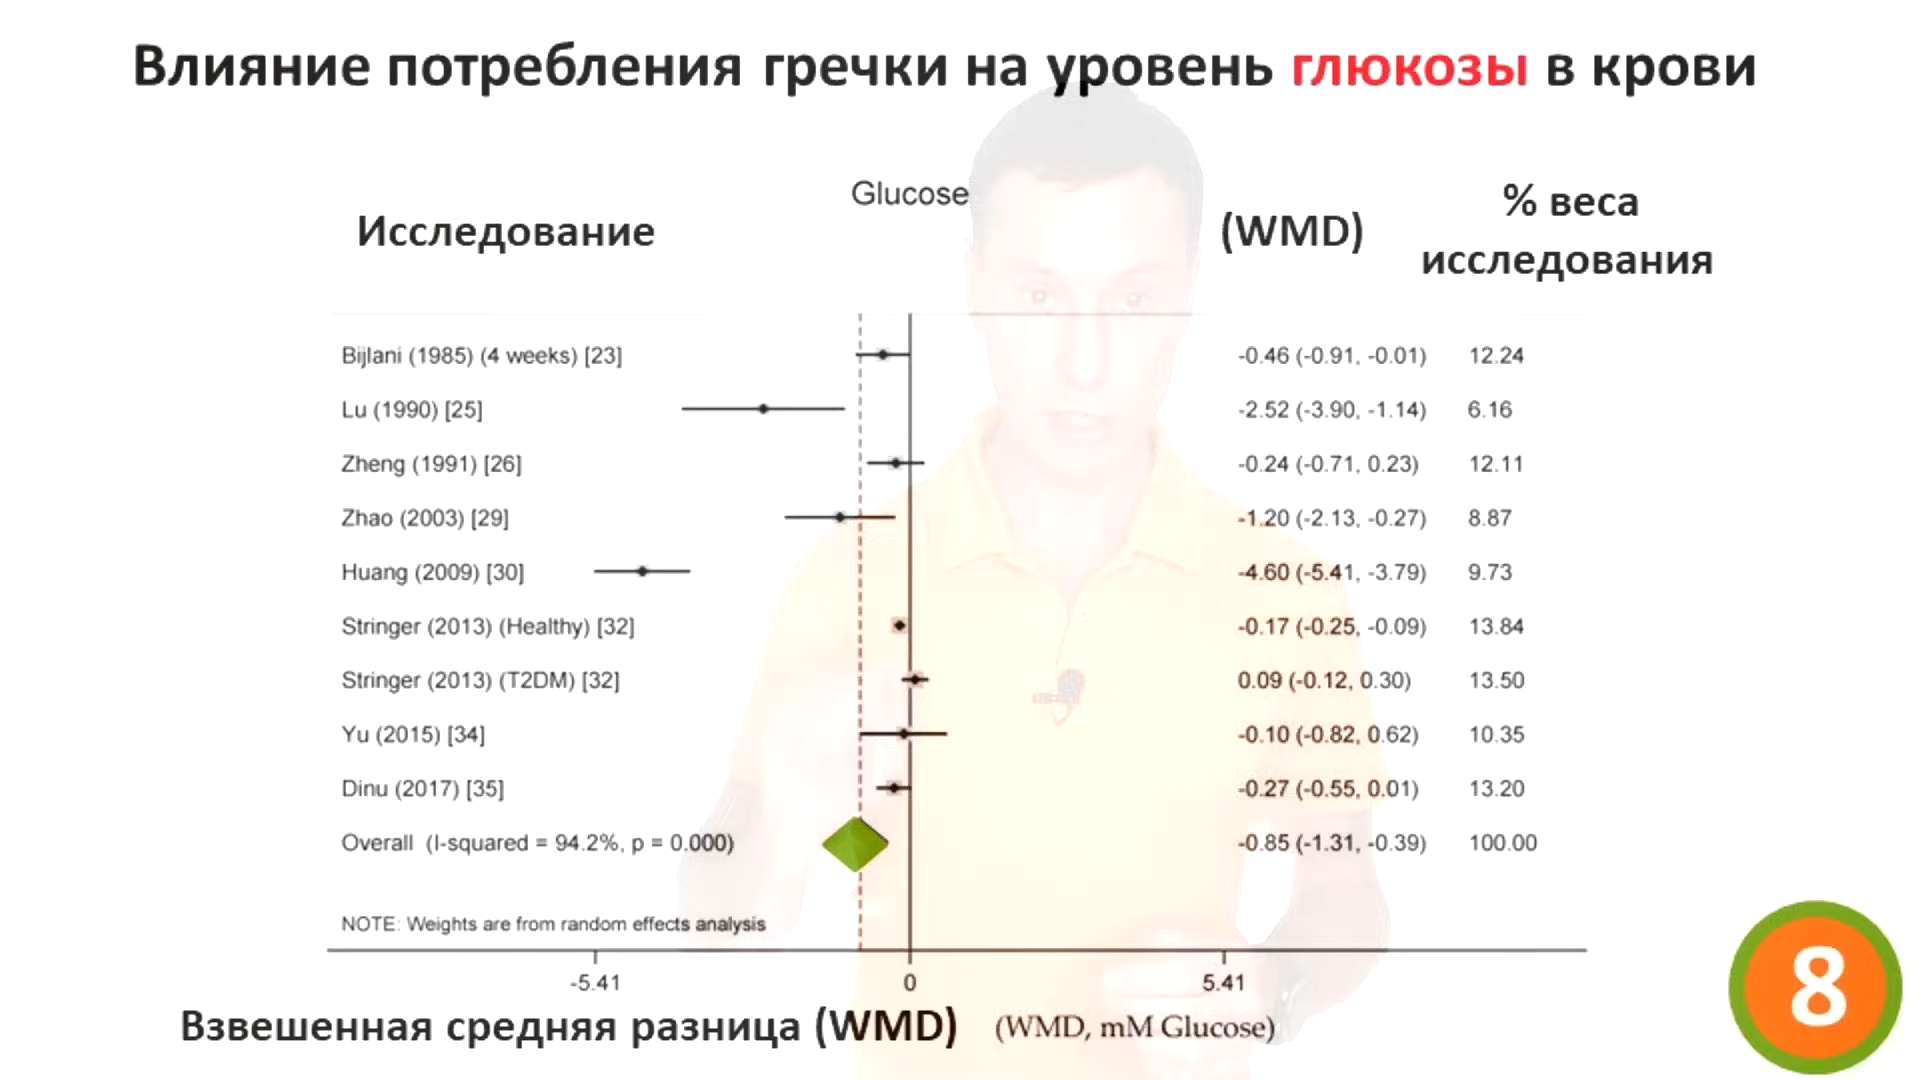 Влияние потребления гречки на уровень глюкозы в крови
Glucose
Исследование (WMD) % веса исследования
Bijlani (1985) (4 weeks) [23] -0.46 (-0.91, -0.01) 12.24
Lu (1990) [25] -2.52 (-3.90, -1.14) 6.16
Zheng (1991) [26] -0.24 (-0.71, 0.23) 12.11
Zhao (2003) [29] -1.20 (-2.13, -0.27) 8.87
Huang (2009) [30] -4.60 (-5.41, -3.79) 9.73
Stringer (2013) (Healthy) [32] -0.17 (-0.25, -0.09) 13.84
Stringer (2013) (T2DM) [32] 0.09 (-0.12, 0.30) 13.50
Yu (2015) [34] -0.10 (-0.82, 0.62) 10.35
Dinu (2017) [35] -0.27 (-0.55, 0.01) 13.20
Overall (I-squared = 94.2%, p = 0.000) -0.85 (-1.31, -0.39) 100.00
NOTE: Weights are from random effects analysis
-5.41 0 5.41
Взвешенная средняя разница (WMD) (WMD, mM Glucose)
8